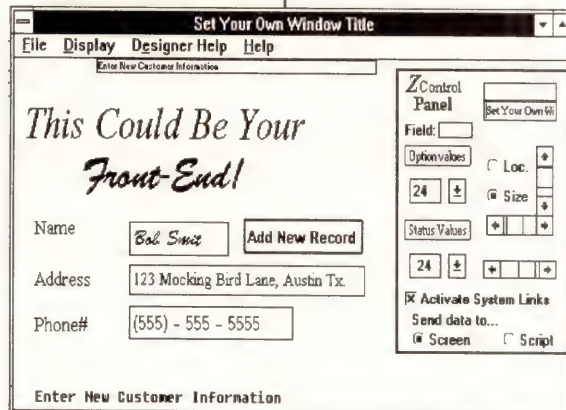 Set Your Own Window Title
File Display Designer Help Help
Enter New Customer Information
This Could Be Your
Front-End!
Name
Bob Smit
Add New Record
Address
123 Mocking Bird Lane, Austin Tx.
Phone#
(555) - 555 - 5555
Enter New Customer Information
ZControl
Panel
Set Your Own Wi
Field:
Option values
Loc.
Size
24
Status Values
24
Activate System Links
Send data to...
Screen
Script